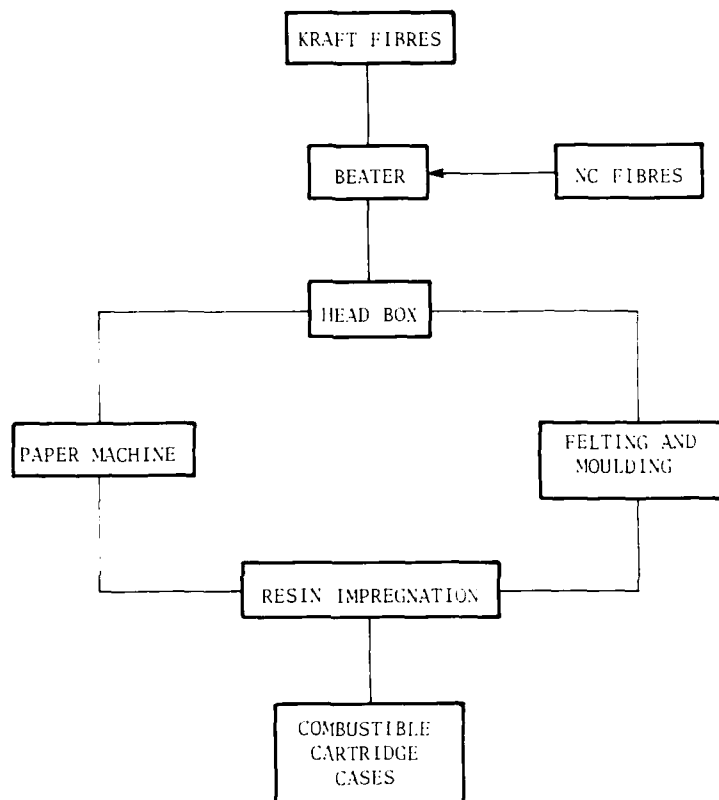 KRAFT FIBRES
BEATER
NC FIBRES
HEAD BOX
PAPER MACHINE
FELTING AND
MOULDING
RESIN IMPREGNATION
COMBUSTIBLE
CARTRIDGE
CASES